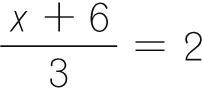 x + 6
3
= 2